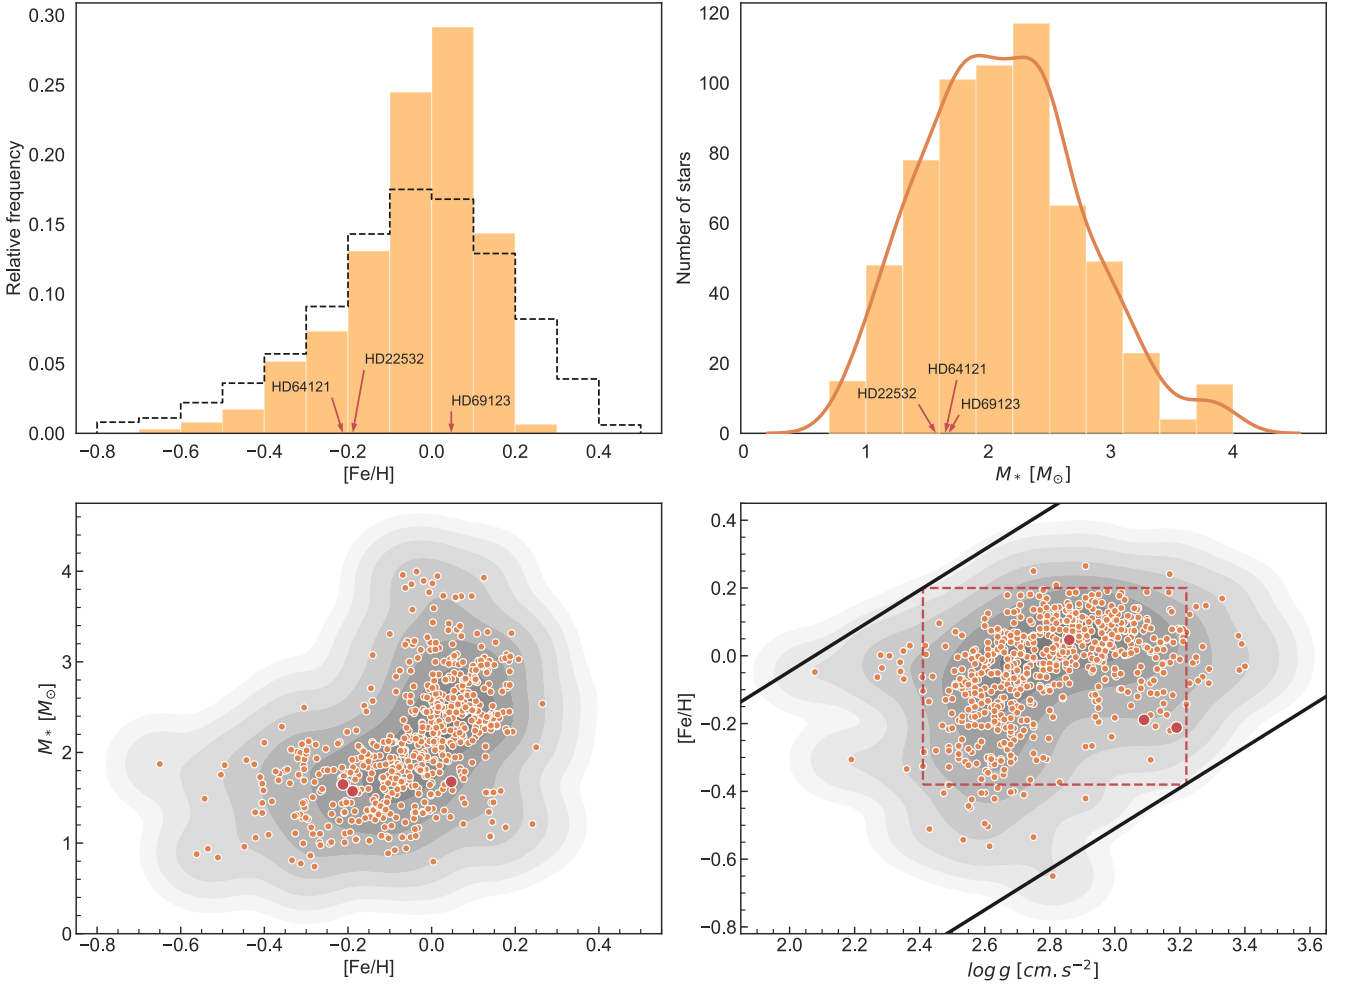 0.30
0.25
0.20
0.15
0.10
0.05
0.00
Relative frequency
HD22532
HD64121
HD69123
−0.8 −0.6 −0.4 −0.2 0.0 0.2 0.4
[Fe/H]
120
100
80
60
40
20
0
Number of stars
HD64121
HD22532
HD69123
0 1 2 3 4
M* [M⊙]
4
3
2
1
0
M* [M⊙]
−0.8 −0.6 −0.4 −0.2 0.0 0.2 0.4
[Fe/H]
0.4
0.2
0.0
−0.2
−0.4
−0.6
−0.8
[Fe/H]
2.0 2.2 2.4 2.6 2.8 3.0 3.2 3.4 3.6
log g [cm.s⁻²]